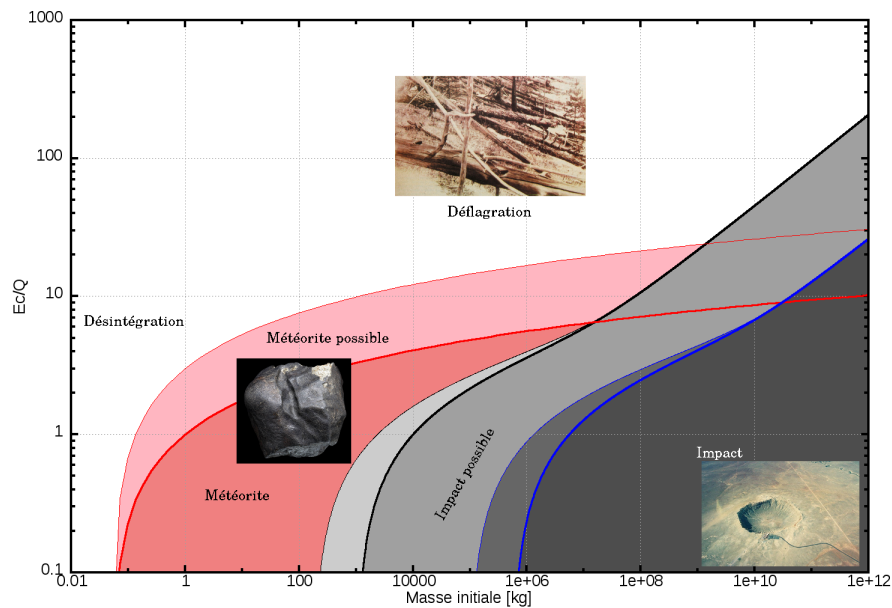 1000
100
10
1
0.1
Ec/Q
Déflagration
Désintégration
Météorite possible
Météorite
Impact possible
Impact
0.01
1
100
10000
1e+06
1e+08
1e+10
1e+12
Masse initiale [kg]